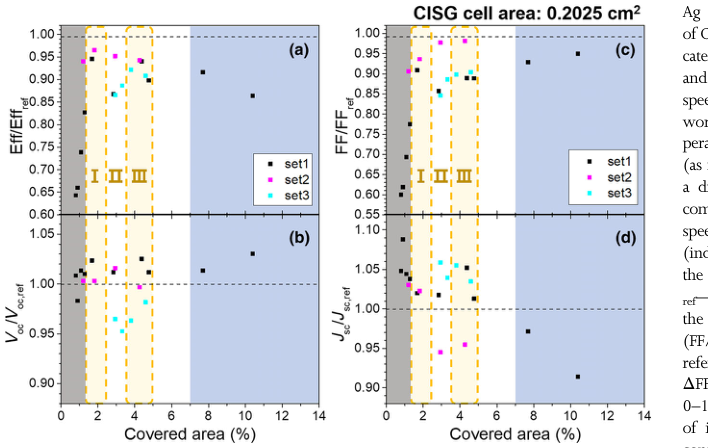 CISG cell area: 0.2025 cm²
1.00
0.95
0.90
0.85
0.80
0.75
0.70
0.65
0.60
Eff/Eff_ref
(a)
I II III
set1
set2
set3
1.05
1.00
0.95
0.90
V_oc/V_oc,ref
(b)
0 2 4 6 8 10 12 14
Covered area (%)
1.00
0.95
0.90
0.85
0.80
0.75
0.70
0.65
0.60
0.55
FF/FF_ref
(c)
I II III
set1
set2
set3
1.10
1.05
1.00
0.95
0.90
J_sc/J_sc,ref
(d)
0 2 4 6 8 10 12 14
Covered area (%)
Ag
of C
cate
and
spee
wor
pera
(as
a d
com
spee
(ind
the
ref—
the
(FF/
refer
ΔFF
0–1
of i